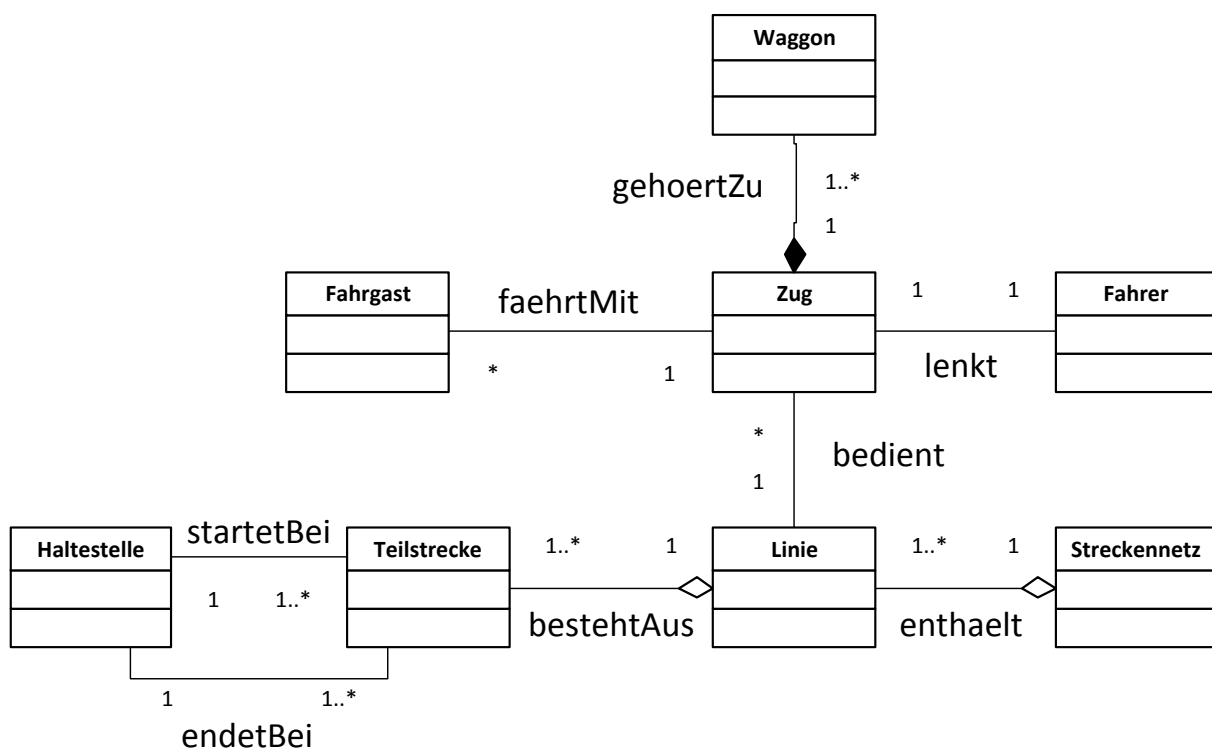 Waggon
gehoertZu
1..*
1
Fahrgast
faehrtMit
*
1
Zug
1
1
lenkt
Fahrer
*
1
bedient
Haltestelle
startetBei
1
1..*
Teilstrecke
1..*
1
bestehtAus
Linie
1..*
1
enthaelt
Streckennetz
1
1..*
endetBei